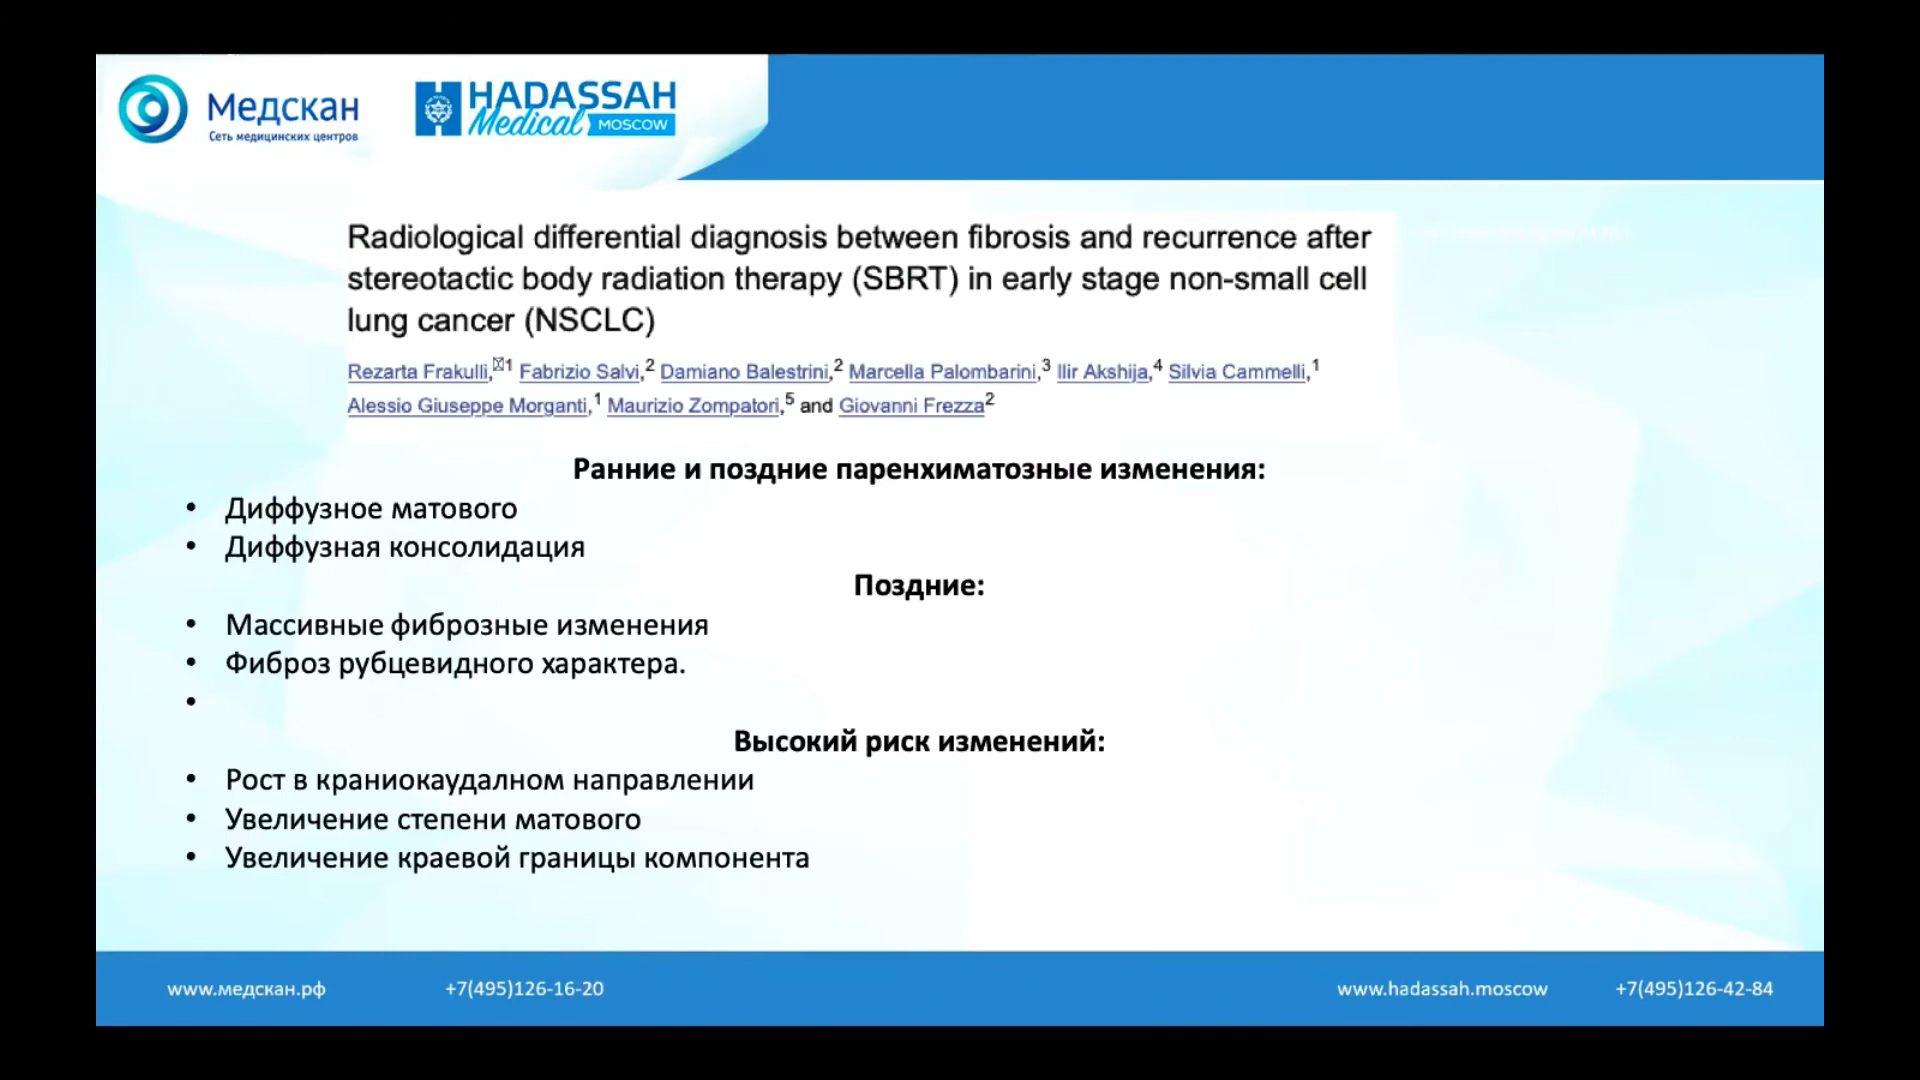 Медскан
Сеть медицинских центров
HADASSAH
Medical MOSCOW
Radiological differential diagnosis between fibrosis and recurrence after
stereotactic body radiation therapy (SBRT) in early stage non-small cell
lung cancer (NSCLC)
Rezarta Frakulli,1 Fabrizio Salvi,2 Damiano Balestrini,2 Marcella Palombarini,3 Ilir Akshija,4 Silvia Cammelli,1
Alessio Giuseppe Morganti,1 Maurizio Zompatori,5 and Giovanni Frezza2
Ранние и поздние паренхиматозные изменения:
• Диффузное матового
• Диффузная консолидация
Поздние:
• Массивные фиброзные изменения
• Фиброз рубцевидного характера.
•
Высокий риск изменений:
• Рост в краниокаудалном направлении
• Увеличение степени матового
• Увеличение краевой границы компонента
www.медскан.рф +7(495)126-16-20 www.hadassah.moscow +7(495)126-42-84